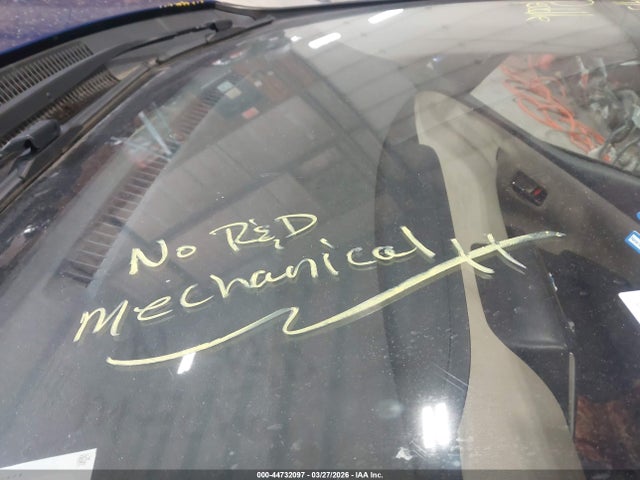 No R&D
Mechanical
000-44732097 - 03/27/2026 - IAA Inc.